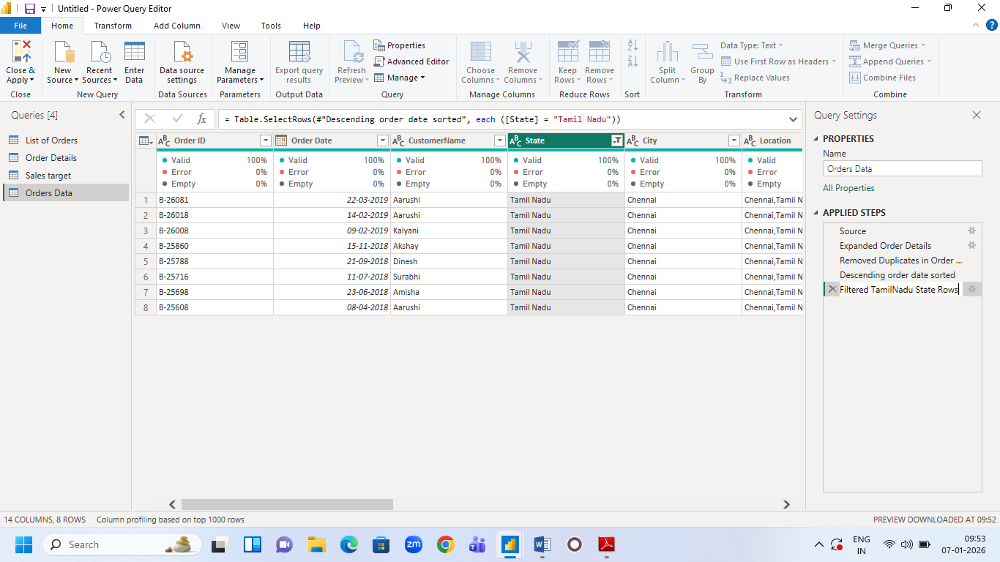 Untitled - Power Query Editor
File Home Transform Add Column View Tools Help
Close & Apply
Close
New Source
Recent Sources
Enter Data
New Query
Data source settings
Data Sources
Manage Parameters
Parameters
Export query results
Output Data
Refresh Preview
Properties
Advanced Editor
Manage
Query
Choose Columns
Remove Columns
Manage Columns
Keep Rows
Remove Rows
Reduce Rows
Sort
Split Column
Group By
Data Type: Text
Use First Row as Headers
Replace Values
Transform
Merge Queries
Append Queries
Combine Files
Combine
Queries [4]
List of Orders
Order Details
Sales target
Orders Data
= Table.SelectRows(#"Descending order date sorted", each ([State] = "Tamil Nadu"))
Order ID Order Date CustomerName State City Location
Valid 100% Valid 100% Valid 100% Valid 100% Valid 100% Valid
Error 0% Error 0% Error 0% Error 0% Error 0% Error
Empty 0% Empty 0% Empty 0% Empty 0% Empty 0% Empty
1 B-26081 22-03-2019 Aarushi Tamil Nadu Chennai Chennai,Tamil N
2 B-26018 14-02-2019 Aarushi Tamil Nadu Chennai Chennai,Tamil N
3 B-26008 09-02-2019 Kalyani Tamil Nadu Chennai Chennai,Tamil N
4 B-25860 15-11-2018 Akshay Tamil Nadu Chennai Chennai,Tamil N
5 B-25788 21-09-2018 Dinesh Tamil Nadu Chennai Chennai,Tamil N
6 B-25716 11-07-2018 Surabhi Tamil Nadu Chennai Chennai,Tamil N
7 B-25698 23-06-2018 Amisha Tamil Nadu Chennai Chennai,Tamil N
8 B-25608 08-04-2018 Aarushi Tamil Nadu Chennai Chennai,Tamil N
Query Settings
PROPERTIES
Name
Orders Data
All Properties
APPLIED STEPS
Source
Expanded Order Details
Removed Duplicates in Order ...
Descending order date sorted
Filtered TamilNadu State Rows
14 COLUMNS, 8 ROWS Column profiling based on top 1000 rows
PREVIEW DOWNLOADED AT 09:52
Search
zm
ENG
IN
09:53
07-01-2026